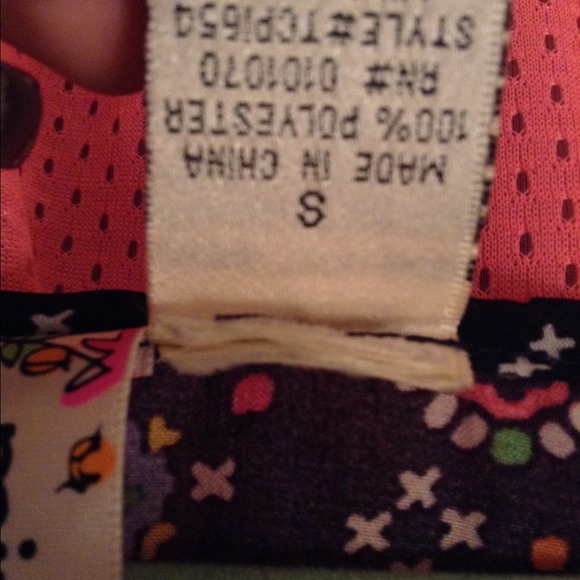 S
MADE IN CHINA
100% POLYESTER
RN# 0101070
STYLE#TCP1654